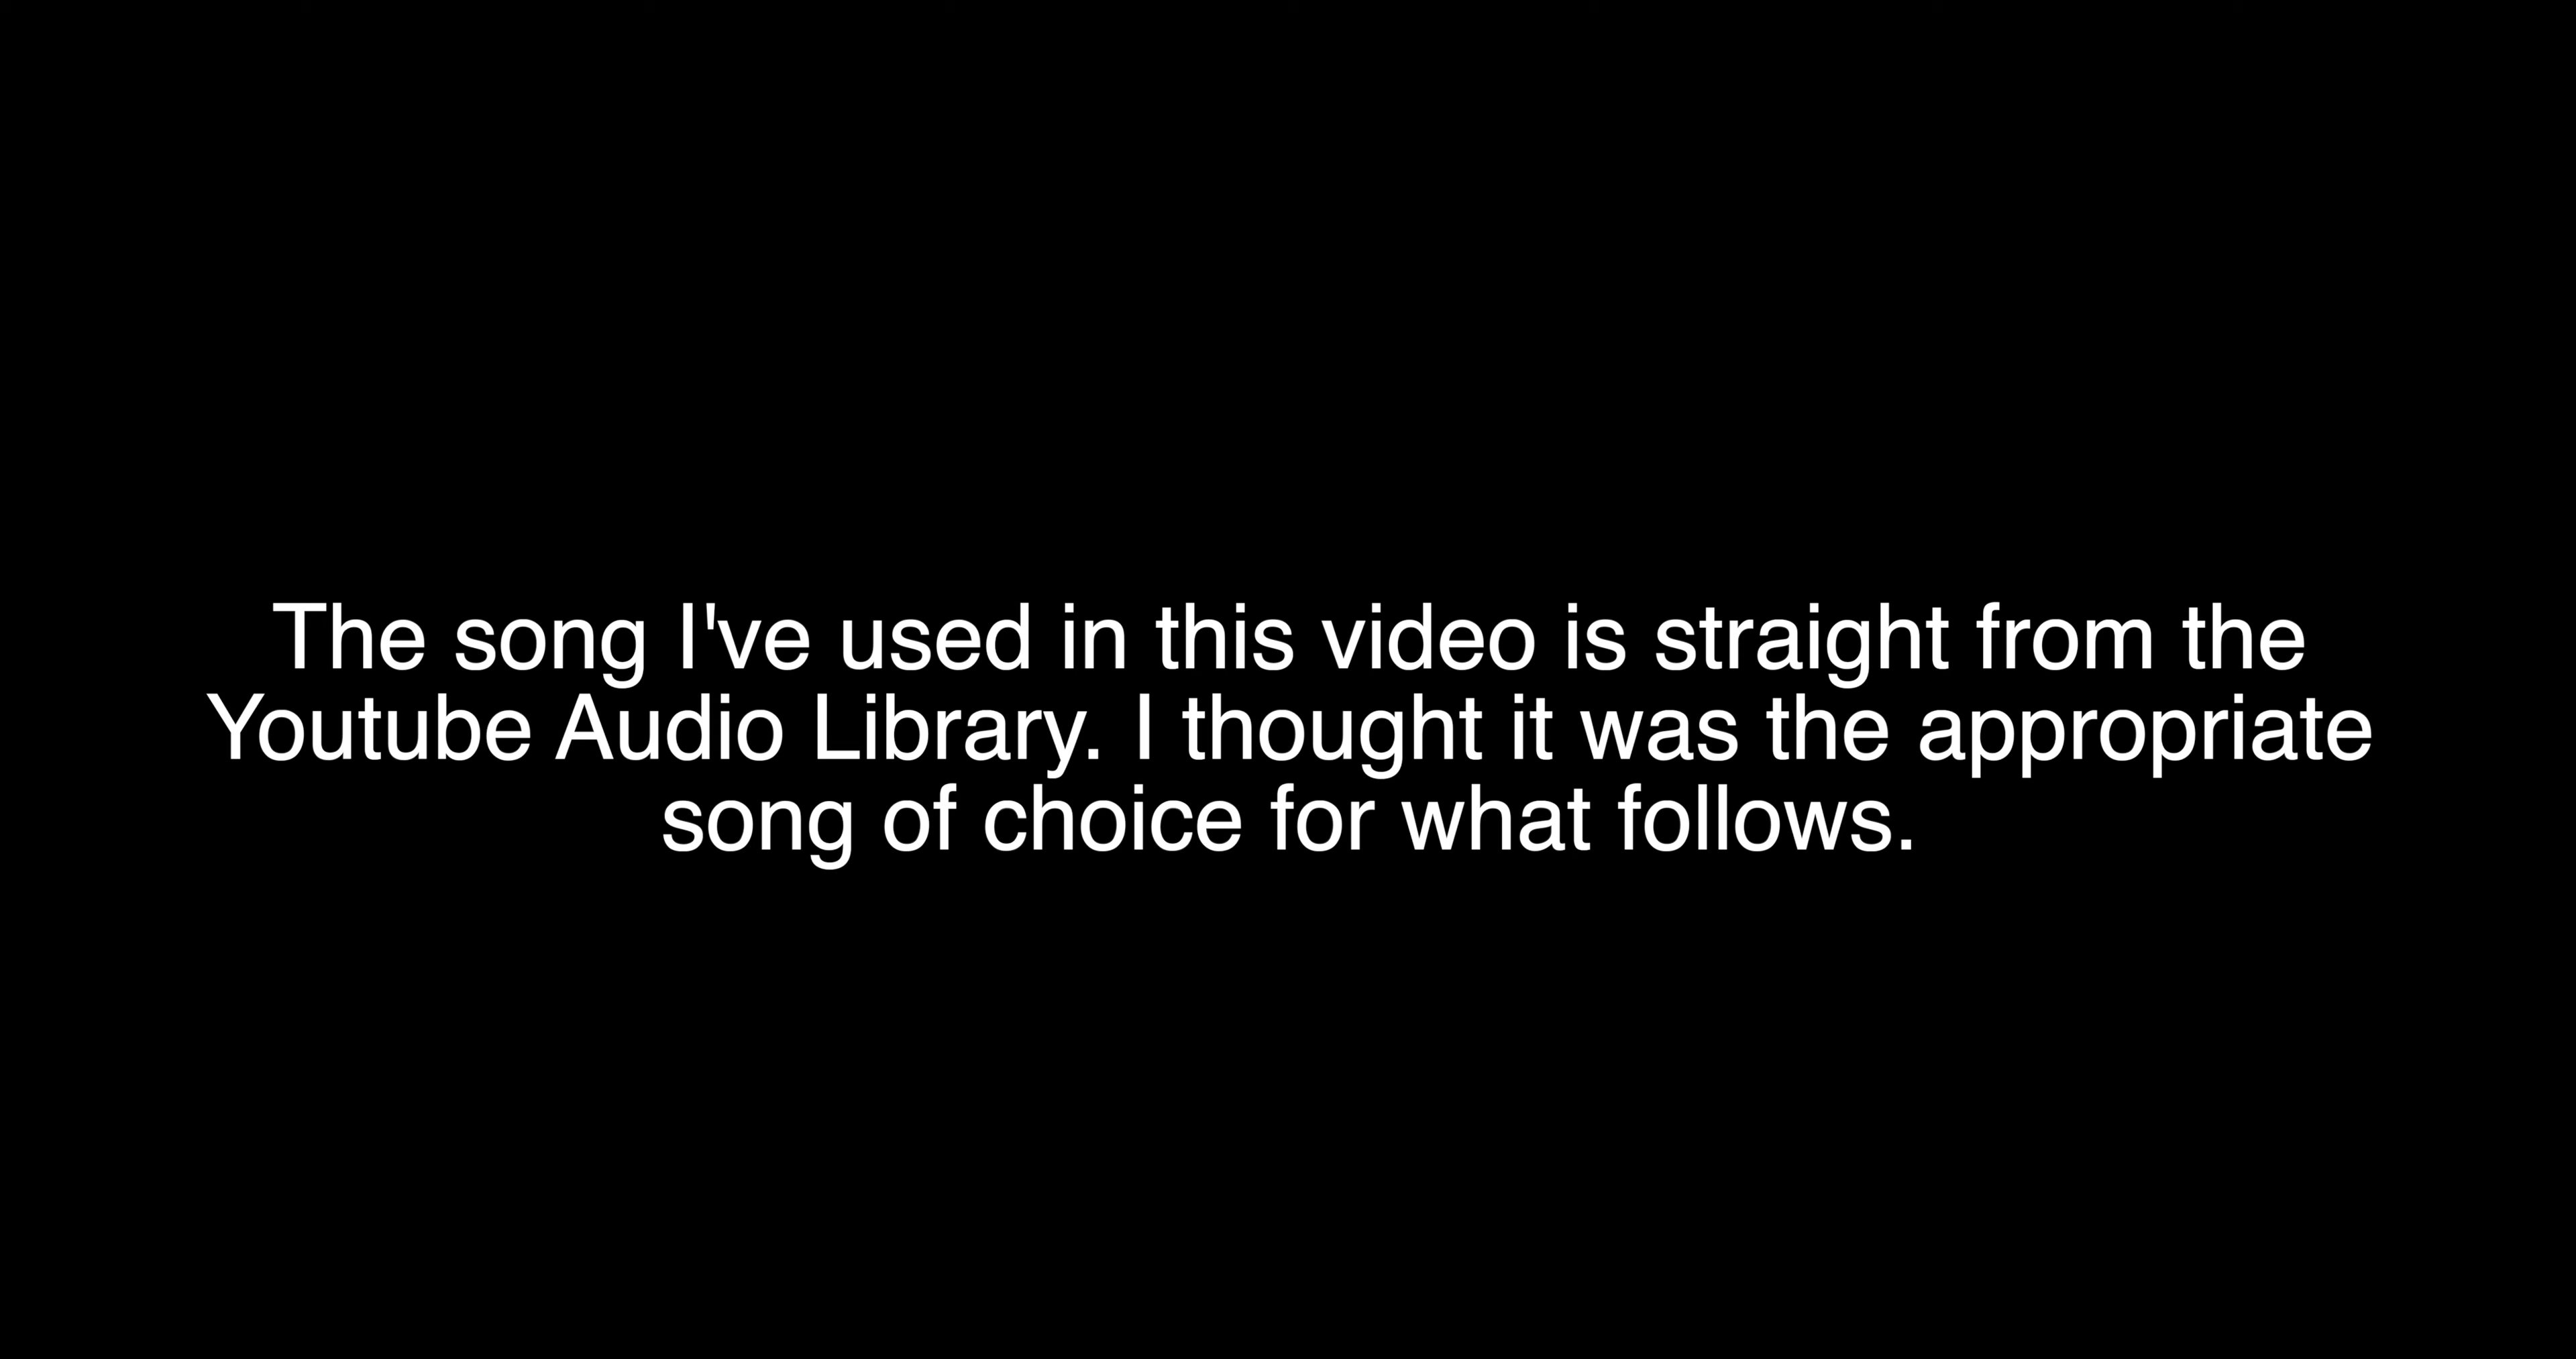 The song I've used in this video is straight from the
Youtube Audio Library. I thought it was the appropriate
song of choice for what follows.